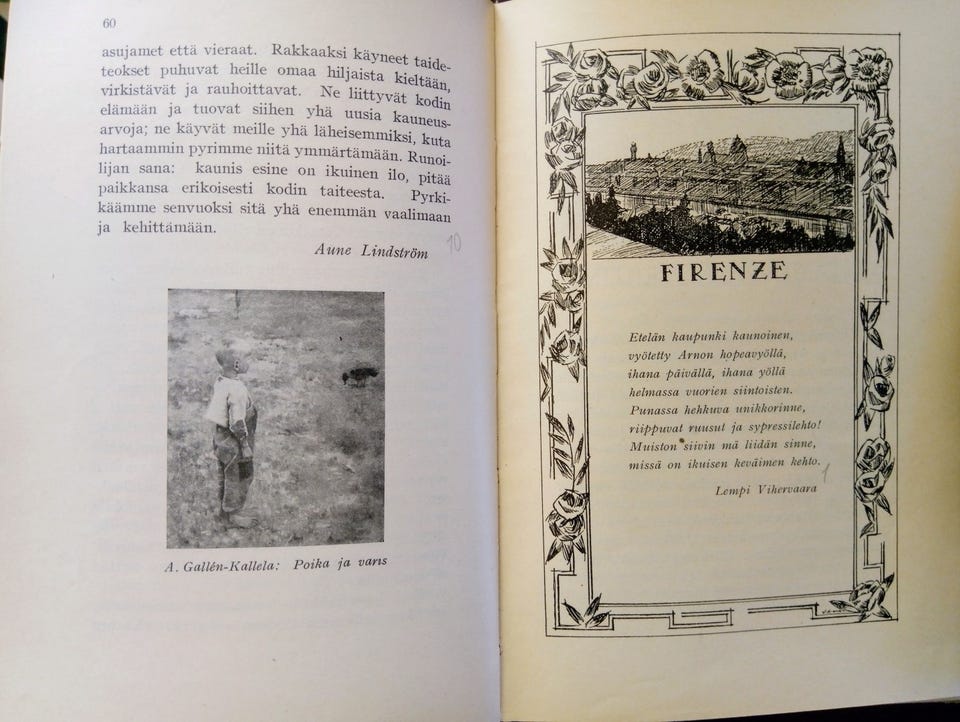 60
asujamet että vieraat. Rakkaaksi käyneet taide-
teokset puhuvat heille omaa hiljaista kieltään,
virkistävät ja rauhoittavat. Ne liittyvät kodin
elämään ja tuovat siihen yhä uusia kauneus-
arvoja; ne käyvät meille yhä läheisemmiksi, kuta
hartaammin pyrimme niitä ymmärtämään. Runoi-
lijan sana: kaunis esine on ikuinen ilo, pitää
paikkansa erikoisesti kodin taiteesta. Pyrki-
käämme senvuoksi sitä yhä enemmän vaalimaan
ja kehittämään.
Aune Lindström
10
A. Gallén-Kallela: Poika ja varis
FIRENZE
Etelän kaupunki kaunoinen,
vyötetty Arnon hopeavyöllä,
ihana päivällä, ihana yöllä
helmassa vuorien siintoisten.
Punassa hehkuva unikkorinne,
riippuvat ruusut ja sypressilehto!
Muiston siivin mä liidän sinne,
missä on ikuisen keväimen kehto.
Lempi Vihervaara
1